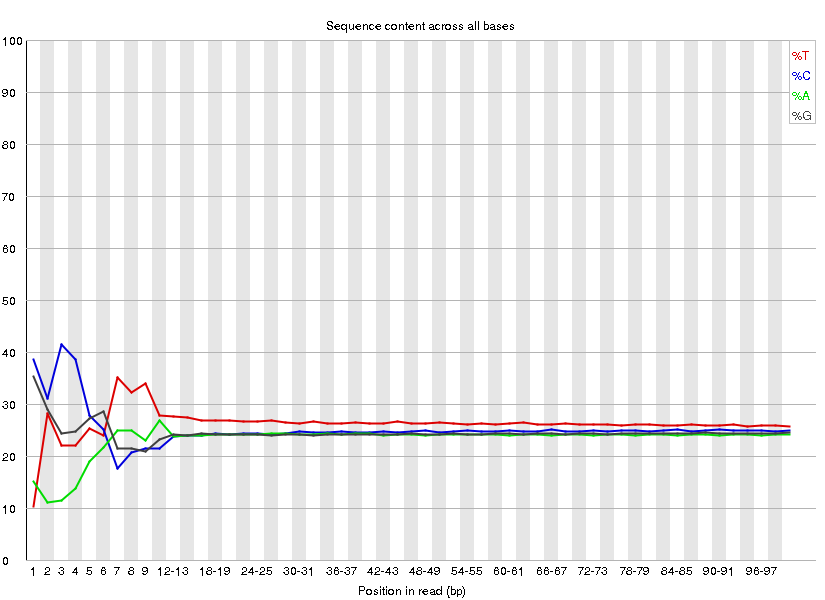 Sequence content across all bases
100
90
80
70
60
50
40
30
20
10
0
%T
%C
%A
%G
1 2 3 4 5 6 7 8 9 12-13 18-19 24-25 30-31 36-37 42-43 48-49 54-55 60-61 66-67 72-73 78-79 84-85 90-91 96-97
Position in read (bp)